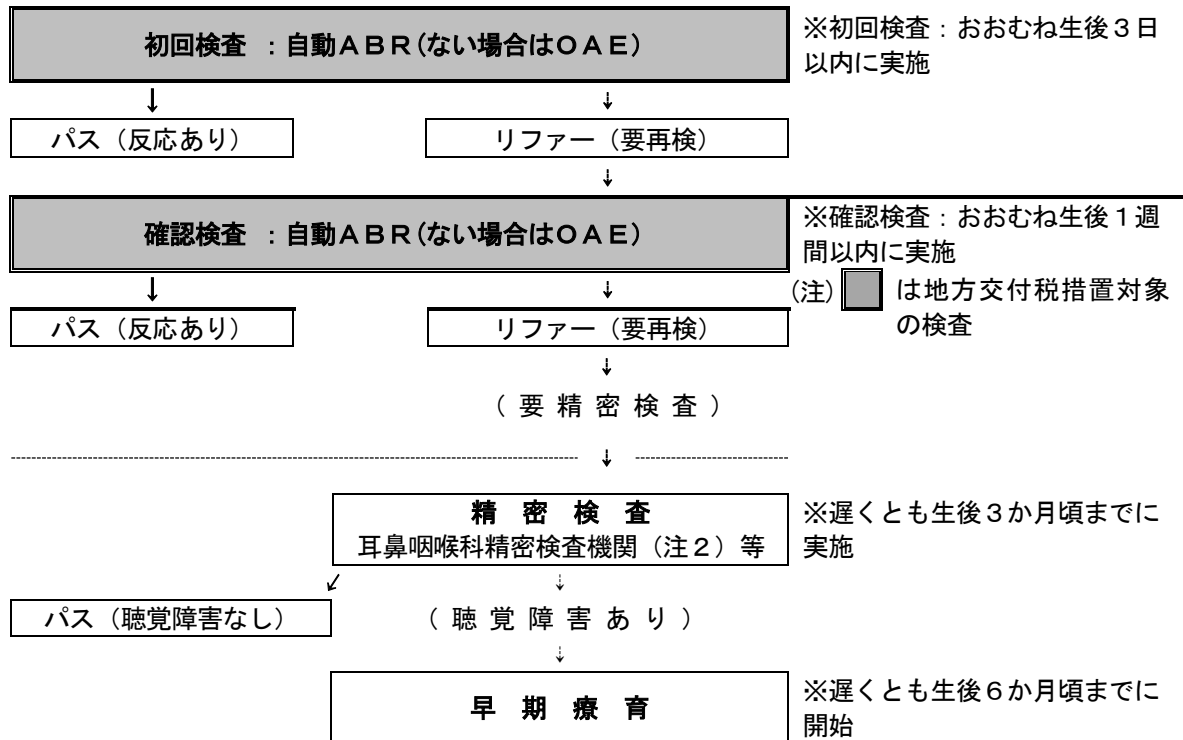 初回検査 ：自動ＡＢＲ(ない場合はＯＡＥ)
※初回検査：おおむね生後３日
以内に実施
↓ ↓
パス（反応あり） リファー（要再検）
↓
確認検査 ：自動ＡＢＲ(ない場合はＯＡＥ)
※確認検査：おおむね生後１週
間以内に実施
↓ ↓
(注) は地方交付税措置対象
の検査
パス（反応あり） リファー（要再検）
↓
（ 要 精 密 検 査 ）
↓
精 密 検 査
耳鼻咽喉科精密検査機関（注２）等
※遅くとも生後３か月頃までに
実施
↙ ↓
パス（聴覚障害なし） （ 聴 覚 障 害 あ り ）
↓
早 期 療 育
※遅くとも生後６か月頃までに
開始